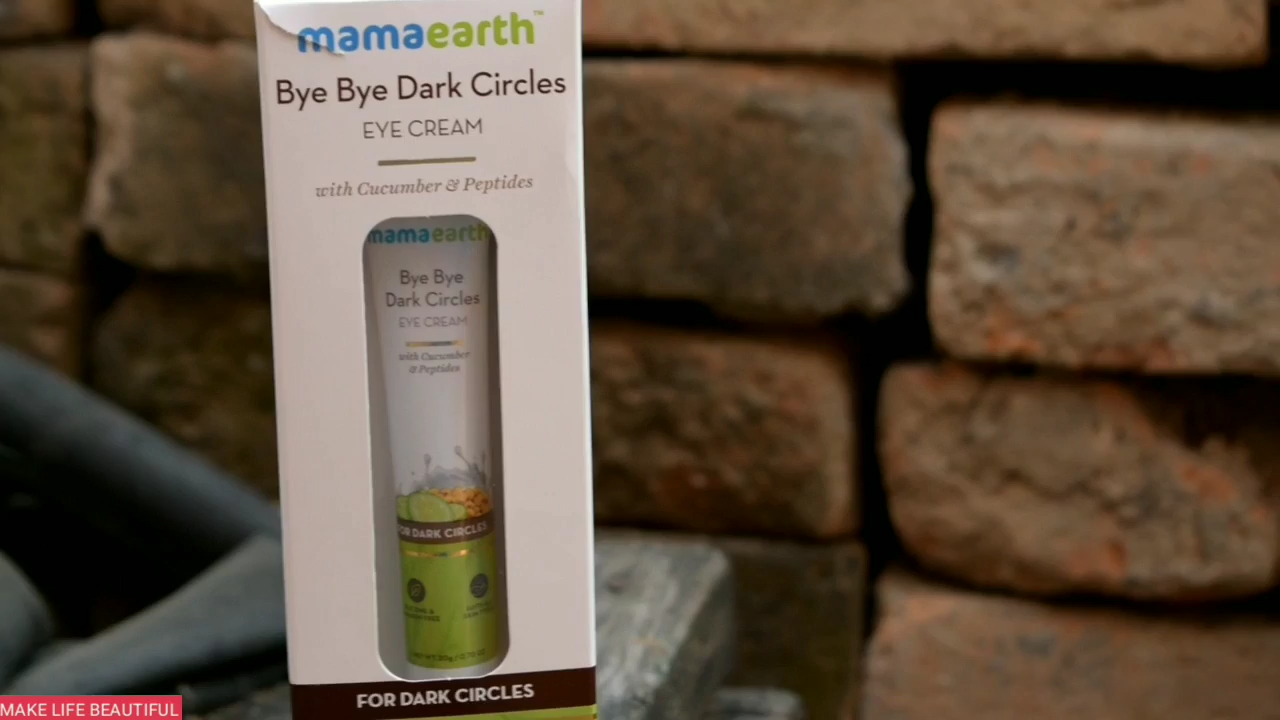 mamaearth™
Bye Bye Dark Circles
EYE CREAM
with Cucumber & Peptides
mamaearth
Bye Bye
Dark Circles
EYE CREAM
with Cucumber
& Peptides
FOR DARK CIRCLES
FOR DARK CIRCLES
MAKE LIFE BEAUTIFUL